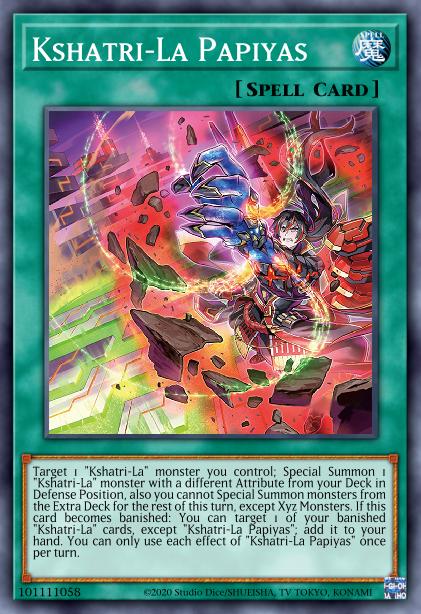 Kshatri-La Papiyas
SPELL
魔
[Spell Card]
Target 1 "Kshatri-La" monster you control; Special Summon 1
"Kshatri-La" monster with a different Attribute from your Deck in
Defense Position, also you cannot Special Summon monsters from
the Extra Deck for the rest of this turn, except Xyz Monsters. If this
card becomes banished: You can target 1 of your banished
"Kshatri-La" cards, except "Kshatri-La Papiyas"; add it to your
hand. You can only use each effect of "Kshatri-La Papiyas" once
per turn.
101111058
©2020 Studio Dice/SHUEISHA, TV TOKYO, KONAMI